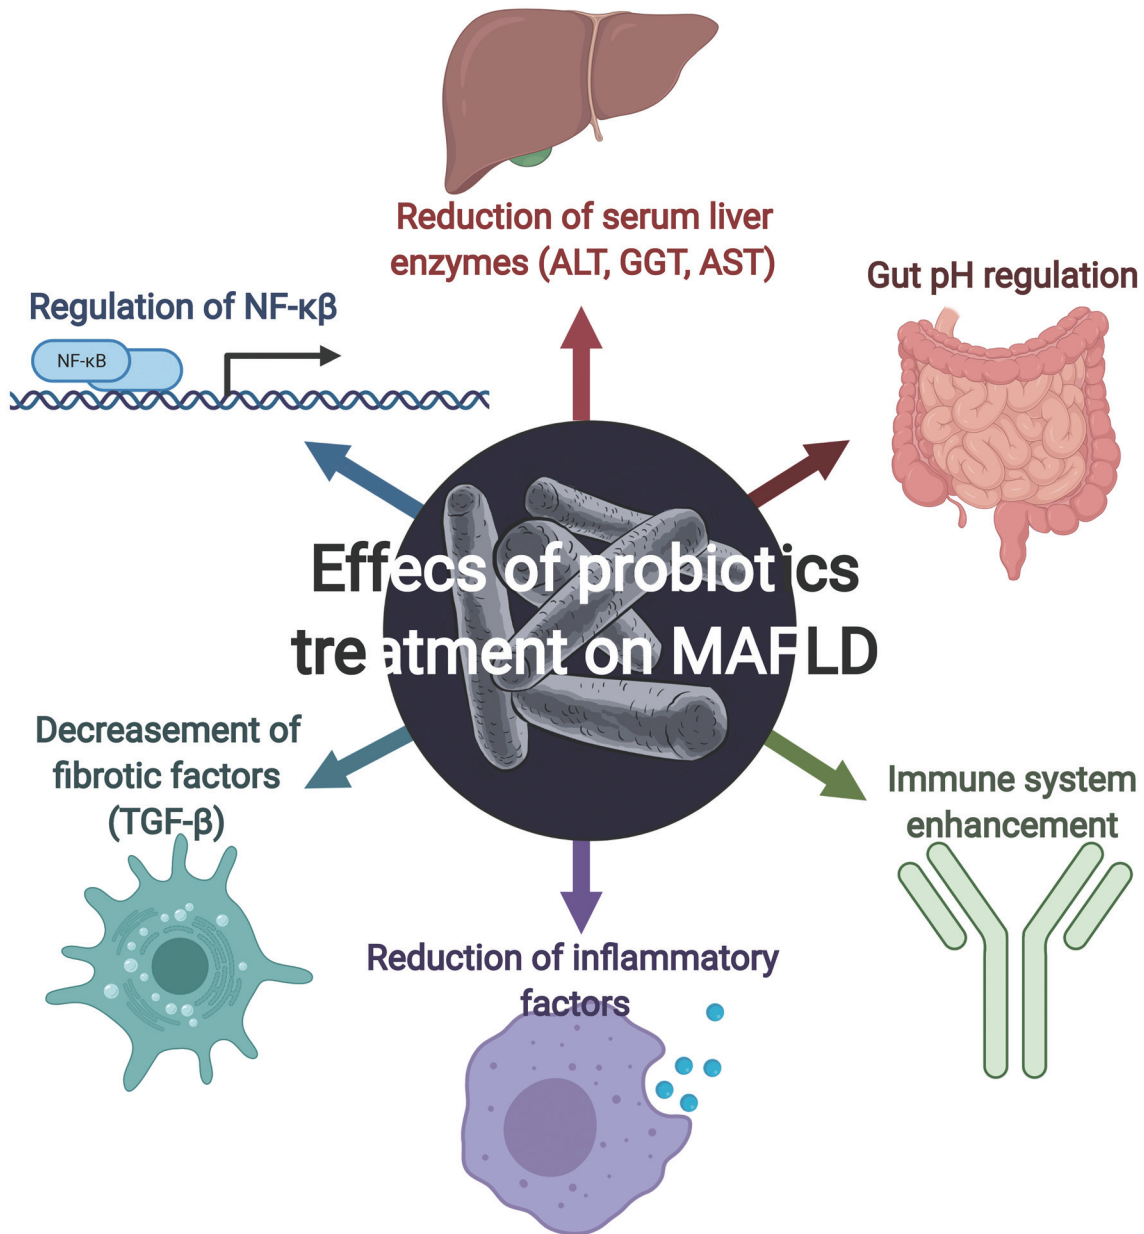 Reduction of serum liver
enzymes (ALT, GGT, AST)
Gut pH regulation
Regulation of NF-κβ
NF-κB
Effecs of probiotics
treatment on MAFLD
Decreasement of
fibrotic factors
(TGF-β)
Immune system
enhancement
Reduction of inflammatory
factors